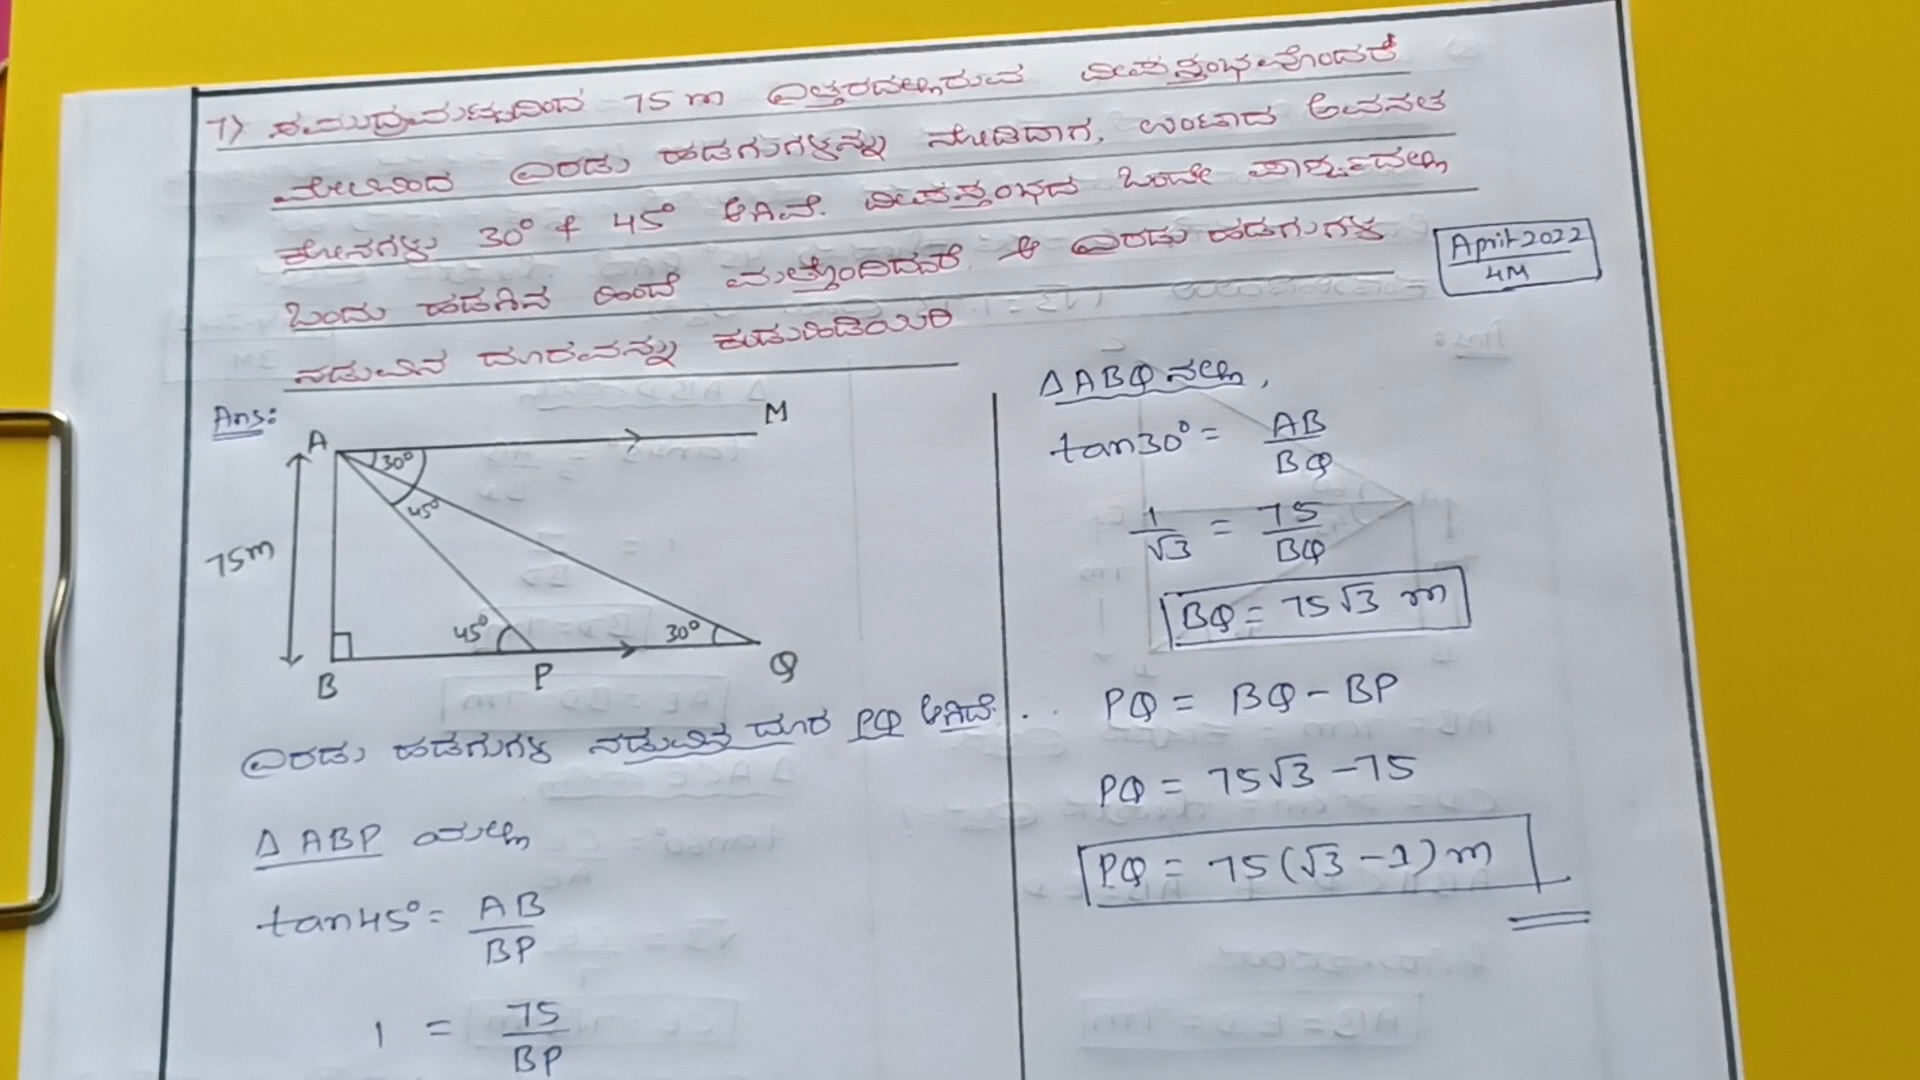 7) ಸಮುದ್ರಮಟ್ಟದಿಂದ 75 m ಎತ್ತರದಲ್ಲಿರುವ ದೀಪಸ್ತಂಭವೊಂದರ
ಮೇಲಿನಿಂದ ಎರಡು ಹಡಗುಗಳನ್ನು ನೋಡಿದಾಗ, ಉಂಟಾದ ಅವನತ
ಕೋನಗಳು 30° & 45° ಆಗಿವೆ. ದೀಪಸ್ತಂಭದ ಒಂದೇ ಪಾರ್ಶ್ವದಲ್ಲಿ
ಒಂದು ಹಡಗಿನ ಹಿಂದೆ ಮತ್ತೊಂದಿದ್ದರೆ ಆ ಎರಡು ಹಡಗುಗಳ
ನಡುವಿನ ದೂರವನ್ನು ಕಂಡುಹಿಡಿಯಿರಿ
April 2022
4M
Ans:
A
M
30°
45°
75m
45°
30°
B
P
Q
ಎರಡು ಹಡಗುಗಳ ನಡುವಿನ ದೂರ PQ ಆಗಿದೆ.
Δ ABP ಯಲ್ಲಿ
tan45° = AB
BP
1 = 75
BP
Δ ABQ ನಲ್ಲಿ,
tan30° = AB
BQ
1 = 75
√3 BQ
BQ = 75√3 m
PQ = BQ - BP
PQ = 75√3 - 75
PQ = 75(√3 - 1) m